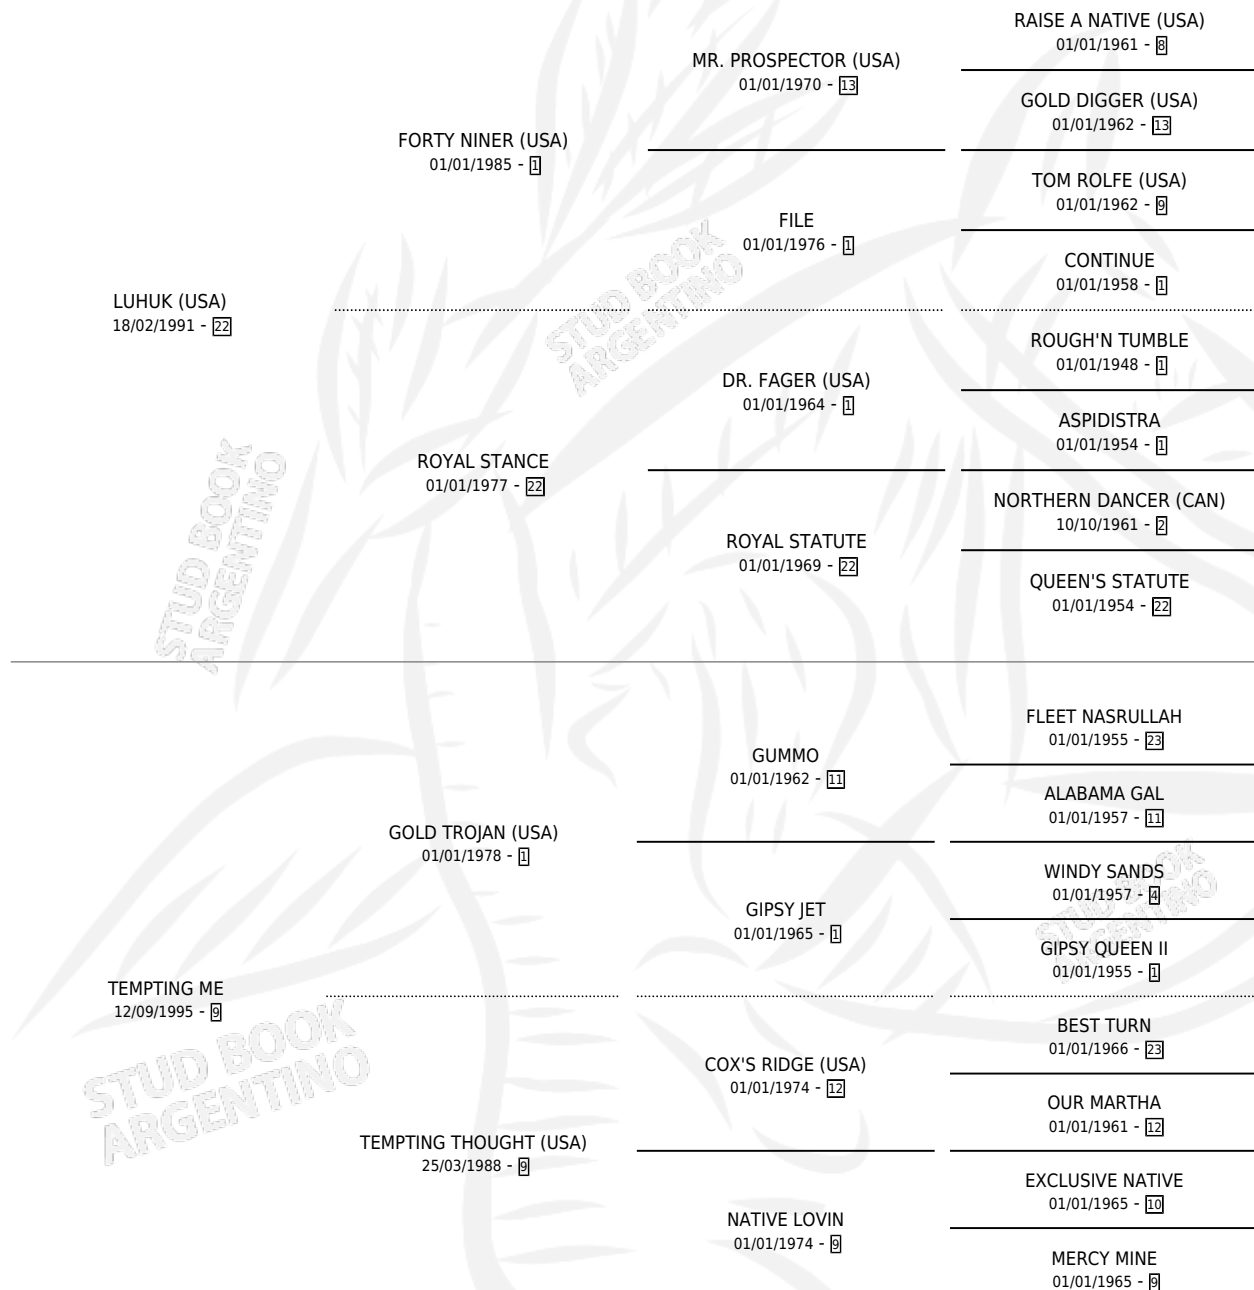 RAISE A NATIVE (USA)
01/01/1961 - 8
MR. PROSPECTOR (USA)
01/01/1970 - 13
GOLD DIGGER (USA)
01/01/1962 - 13
FORTY NINER (USA)
01/01/1985 - 1
TOM ROLFE (USA)
01/01/1962 - 9
FILE
01/01/1976 - 1
CONTINUE
01/01/1958 - 1
LUHUK (USA)
18/02/1991 - 22
ROUGH'N TUMBLE
01/01/1948 - 1
DR. FAGER (USA)
01/01/1964 - 1
ASPIDISTRA
01/01/1954 - 1
ROYAL STANCE
01/01/1977 - 22
NORTHERN DANCER (CAN)
10/10/1961 - 2
ROYAL STATUTE
01/01/1969 - 22
QUEEN'S STATUTE
01/01/1954 - 22
FLEET NASRULLAH
01/01/1955 - 23
GUMMO
01/01/1962 - 11
ALABAMA GAL
01/01/1957 - 11
GOLD TROJAN (USA)
01/01/1978 - 1
WINDY SANDS
01/01/1957 - 4
GIPSY JET
01/01/1965 - 1
GIPSY QUEEN II
01/01/1955 - 1
TEMPTING ME
12/09/1995 - 9
BEST TURN
01/01/1966 - 23
COX'S RIDGE (USA)
01/01/1974 - 12
OUR MARTHA
01/01/1961 - 12
TEMPTING THOUGHT (USA)
25/03/1988 - 9
EXCLUSIVE NATIVE
01/01/1965 - 10
NATIVE LOVIN
01/01/1974 - 9
MERCY MINE
01/01/1965 - 9
STUD BOOK
ARGENTINO
STUD BOOK
ARGENTINO
STUD BOOK
ARGENTINO
STUD BOOK
ARGENTINO